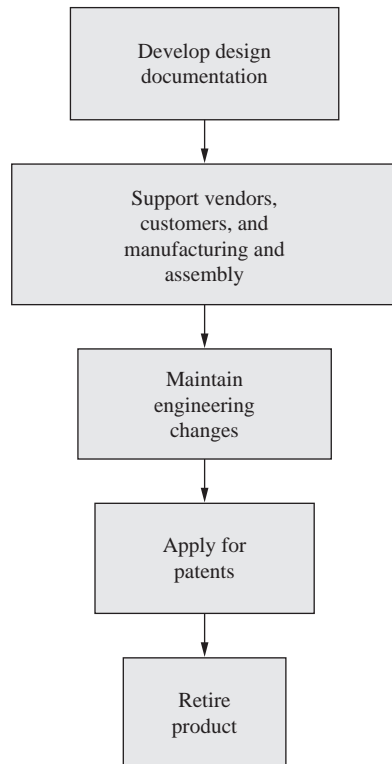 Develop design
documentation
Support vendors,
customers, and
manufacturing and
assembly
Maintain
engineering
changes
Apply for
patents
Retire
product